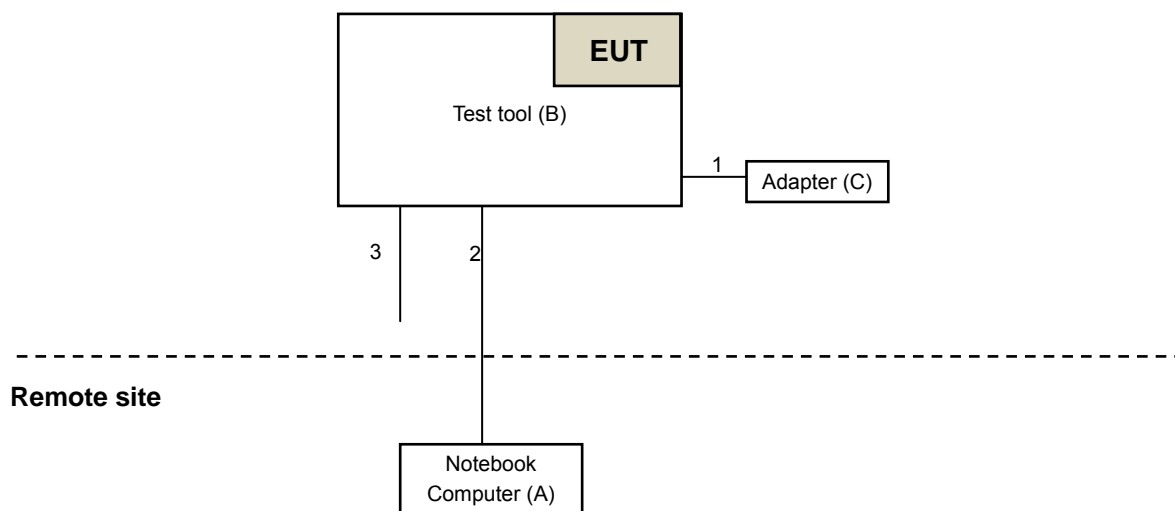 EUT
Test tool (B)
1
Adapter (C)
3
2
Remote site
Notebook
Computer (A)